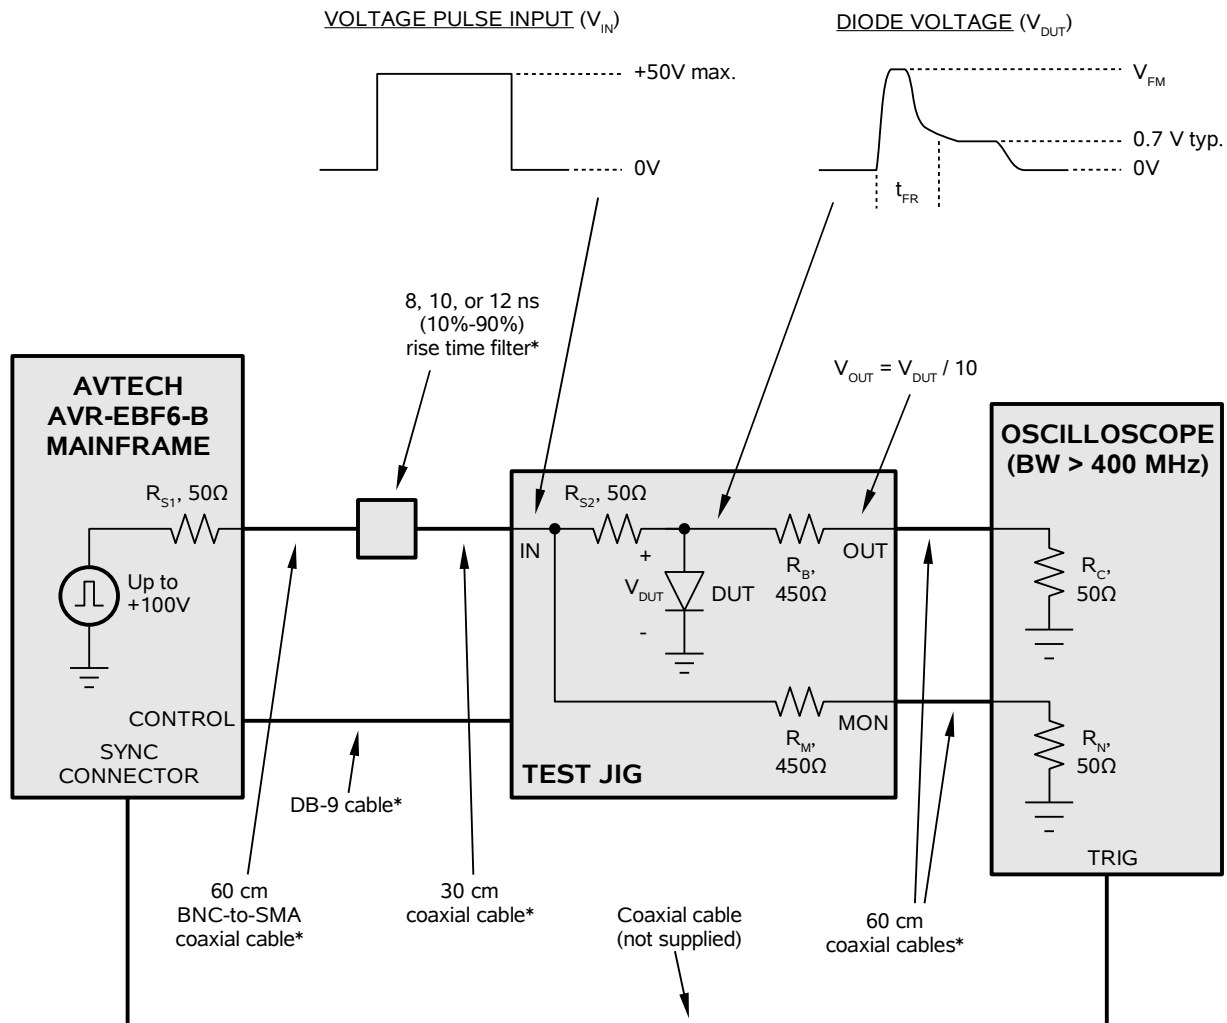 VOLTAGE PULSE INPUT (V_IN)
+50V max.
0V
DIODE VOLTAGE (V_DUT)
V_FM
0.7 V typ.
0V
t_FR
8, 10, or 12 ns
(10%-90%)
rise time filter*
V_OUT = V_DUT / 10
AVTECH
AVR-EBF6-B
MAINFRAME
R_S1, 50Ω
Up to
+100V
CONTROL
SYNC
CONNECTOR
IN
R_S2, 50Ω
+
V_DUT
-
DUT
R_B,
450Ω
OUT
R_M,
450Ω
MON
TEST JIG
OSCILLOSCOPE
(BW > 400 MHz)
R_C,
50Ω
R_N,
50Ω
TRIG
DB-9 cable*
60 cm
BNC-to-SMA
coaxial cable*
30 cm
coaxial cable*
Coaxial cable
(not supplied)
60 cm
coaxial cables*